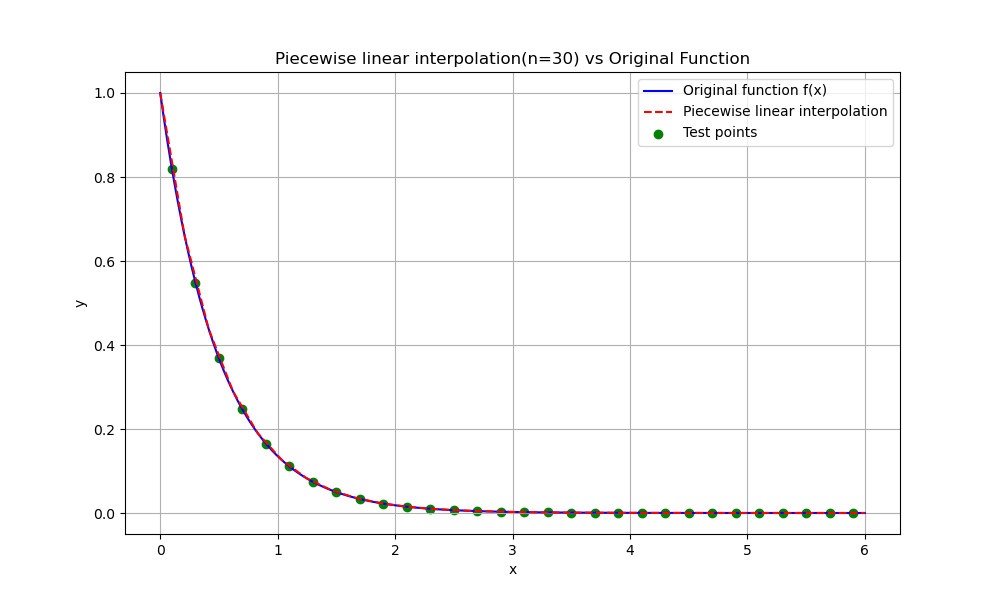 Piecewise linear interpolation(n=30) vs Original Function
Original function f(x)
Piecewise linear interpolation
Test points
1.0
0.8
0.6
0.4
0.2
0.0
y
0 1 2 3 4 5 6
x